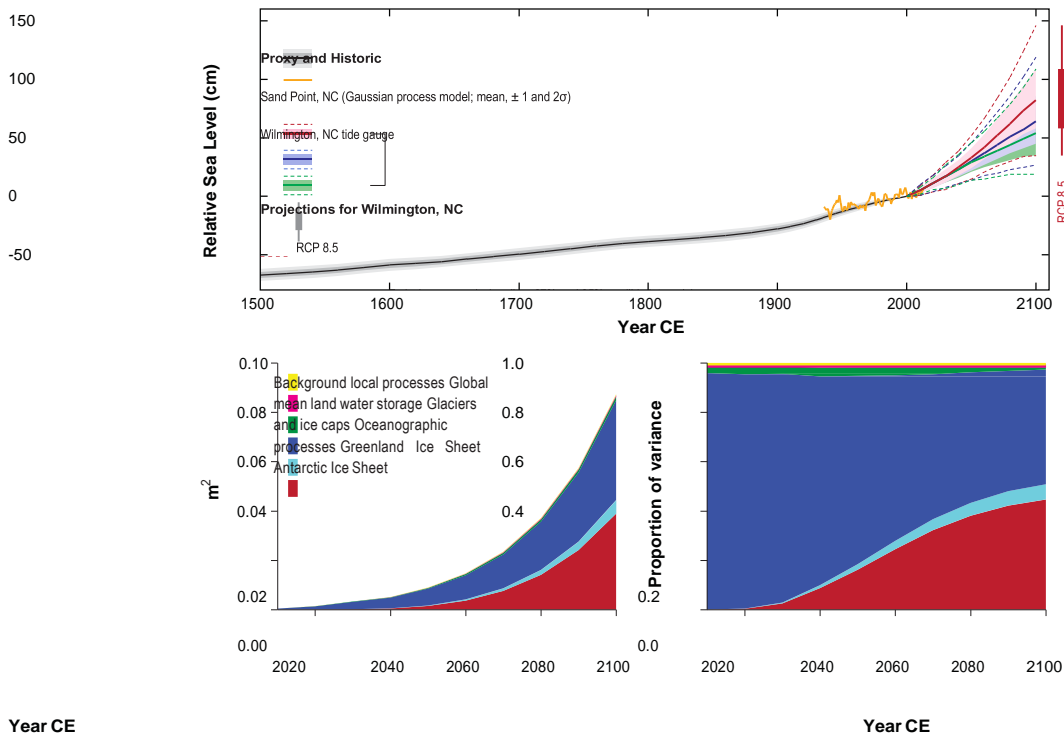 150
100
50
0
-50
Relative Sea Level (cm)
Proxy and Historic
Sand Point, NC (Gaussian process model; mean, ± 1 and 2σ)
Wilmington, NC tide gauge
Projections for Wilmington, NC
RCP 8.5
RCP 8.5
1500 1600 1700 1800 1900 2000 2100
Year CE
0.10
0.08
0.06
0.04
0.02
0.00
m2
Background local processes Global
mean land water storage Glaciers
and ice caps Oceanographic
processes Greenland Ice Sheet
Antarctic Ice Sheet
2020 2040 2060 2080 2100
1.0
0.8
0.6
0.4
0.2
0.0
Proportion of variance
2020 2040 2060 2080 2100
Year CE
Year CE